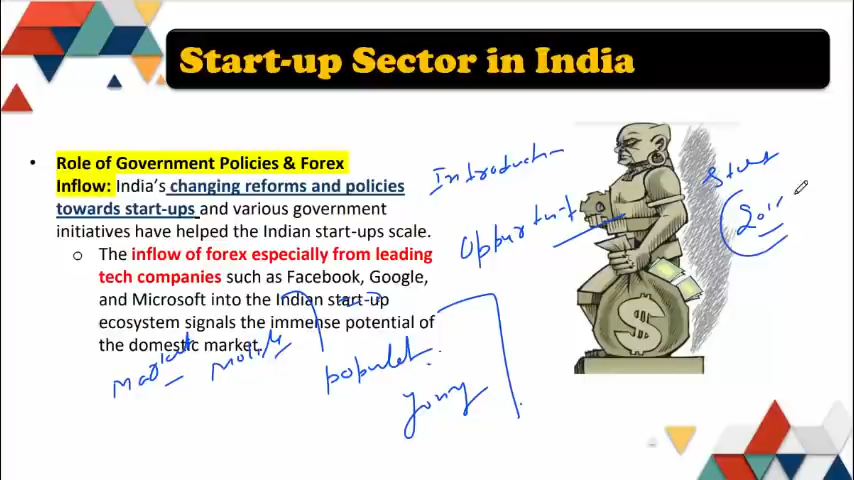 Start-up Sector in India
• Role of Government Policies & Forex
Inflow: India's changing reforms and policies
towards start-ups and various government
initiatives have helped the Indian start-ups scale.
o The inflow of forex especially from leading
tech companies such as Facebook, Google,
and Microsoft into the Indian start-up
ecosystem signals the immense potential of
the domestic market.
Introduction
Opportunit
Start
populat
young
$